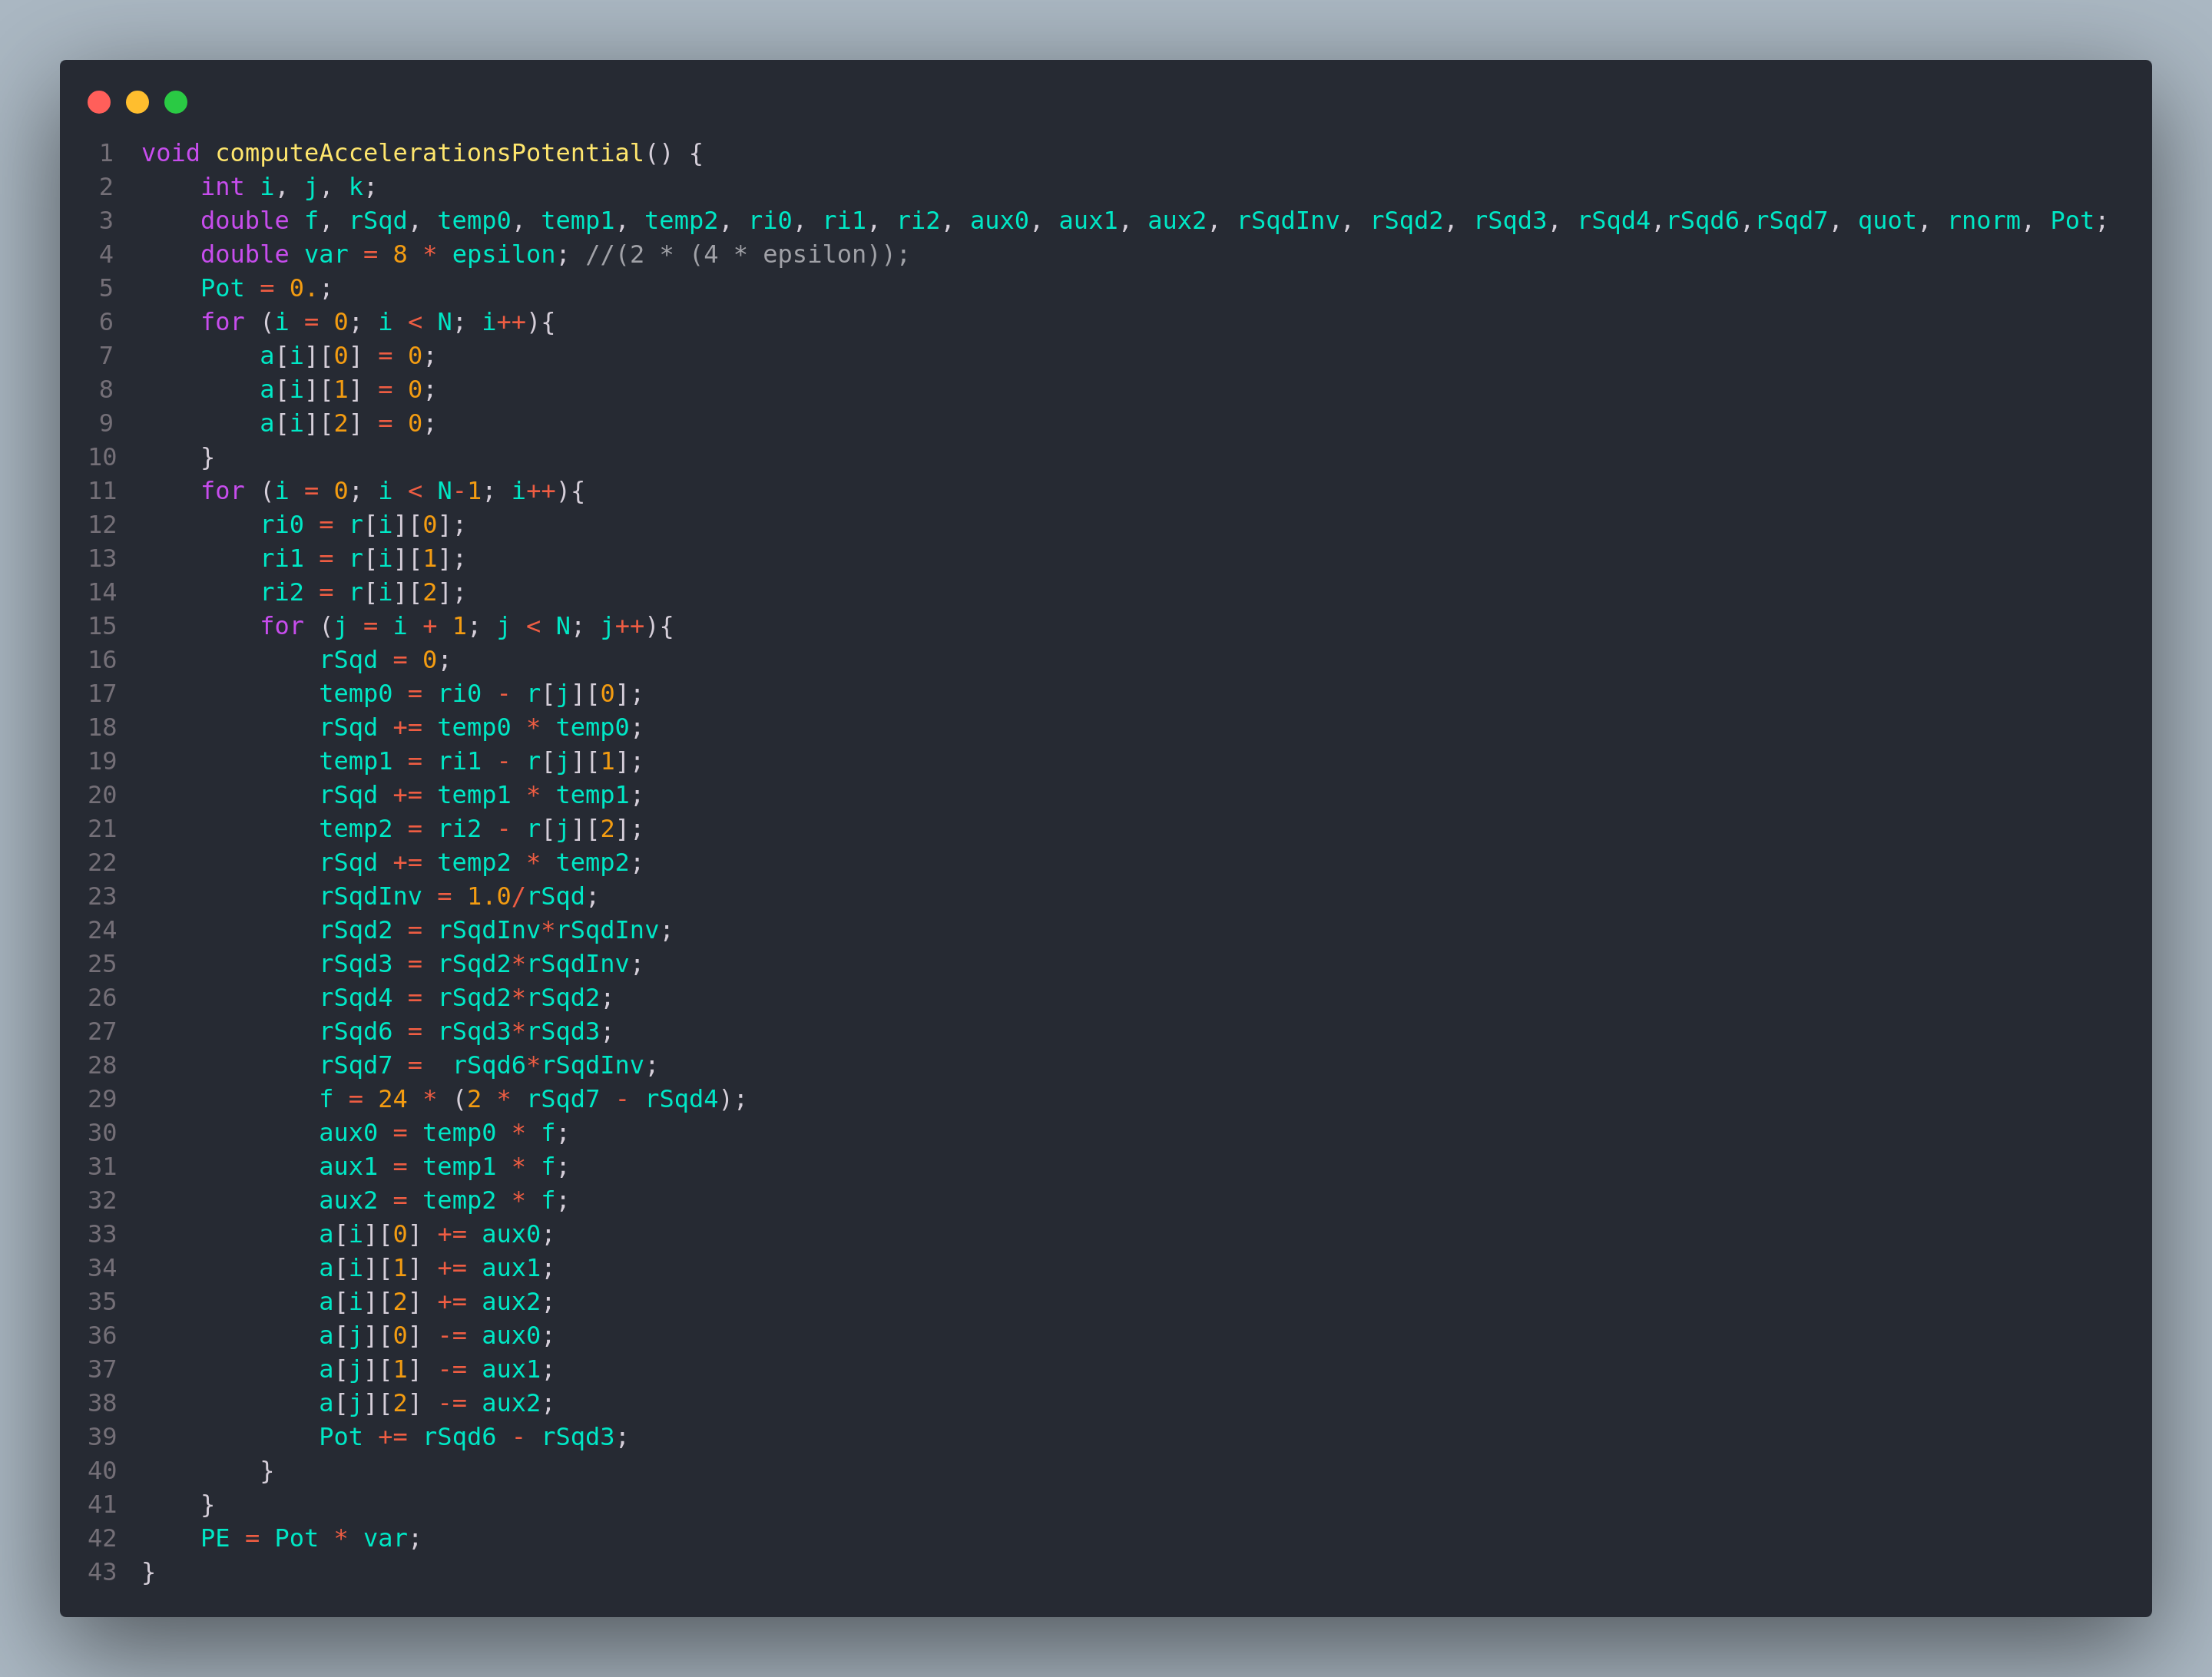 1 void computeAccelerationsPotential() {
2     int i, j, k;
3     double f, rSqd, temp0, temp1, temp2, ri0, ri1, ri2, aux0, aux1, aux2, rSqdInv, rSqd2, rSqd3, rSqd4,rSqd6,rSqd7, quot, rnorm, Pot;
4     double var = 8 * epsilon; //(2 * (4 * epsilon));
5     Pot = 0.;
6     for (i = 0; i < N; i++){
7         a[i][0] = 0;
8         a[i][1] = 0;
9         a[i][2] = 0;
10     }
11     for (i = 0; i < N-1; i++){
12         ri0 = r[i][0];
13         ri1 = r[i][1];
14         ri2 = r[i][2];
15         for (j = i + 1; j < N; j++){
16             rSqd = 0;
17             temp0 = ri0 - r[j][0];
18             rSqd += temp0 * temp0;
19             temp1 = ri1 - r[j][1];
20             rSqd += temp1 * temp1;
21             temp2 = ri2 - r[j][2];
22             rSqd += temp2 * temp2;
23             rSqdInv = 1.0/rSqd;
24             rSqd2 = rSqdInv*rSqdInv;
25             rSqd3 = rSqd2*rSqdInv;
26             rSqd4 = rSqd2*rSqd2;
27             rSqd6 = rSqd3*rSqd3;
28             rSqd7 =  rSqd6*rSqdInv;
29             f = 24 * (2 * rSqd7 - rSqd4);
30             aux0 = temp0 * f;
31             aux1 = temp1 * f;
32             aux2 = temp2 * f;
33             a[i][0] += aux0;
34             a[i][1] += aux1;
35             a[i][2] += aux2;
36             a[j][0] -= aux0;
37             a[j][1] -= aux1;
38             a[j][2] -= aux2;
39             Pot += rSqd6 - rSqd3;
40         }
41     }
42     PE = Pot * var;
43 }